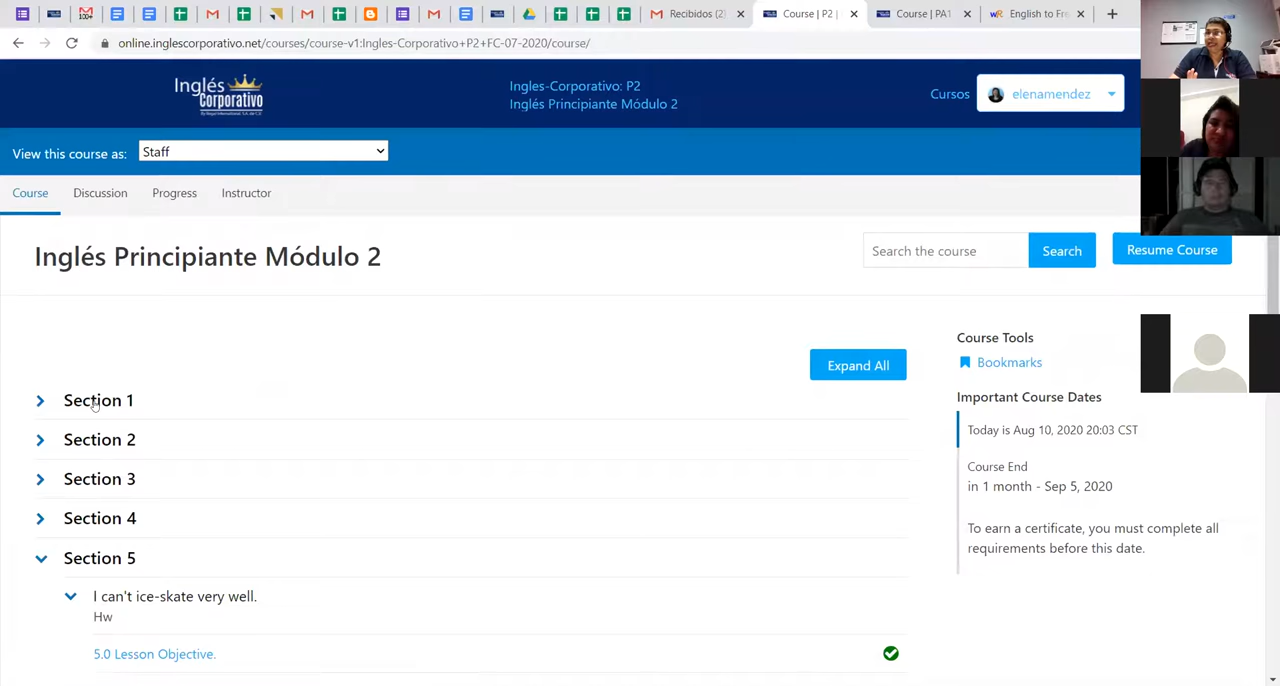 Recibidos (2)
Course | P2 |
Course | PA1
English to Fre
online.inglescorporativo.net/courses/course-v1:Ingles-Corporativo+P2+FC-07-2020/course/
Inglés
Corporativo
Ingles-Corporativo: P2
Inglés Principiante Módulo 2
Cursos
elenamendez
View this course as:
Staff
Course
Discussion
Progress
Instructor
Inglés Principiante Módulo 2
Search the course
Search
Resume Course
Expand All
Section 1
Section 2
Section 3
Section 4
Section 5
I can't ice-skate very well.
Hw
5.0 Lesson Objective.
Course Tools
Bookmarks
Important Course Dates
Today is Aug 10, 2020 20:03 CST
Course End
in 1 month - Sep 5, 2020
To earn a certificate, you must complete all
requirements before this date.